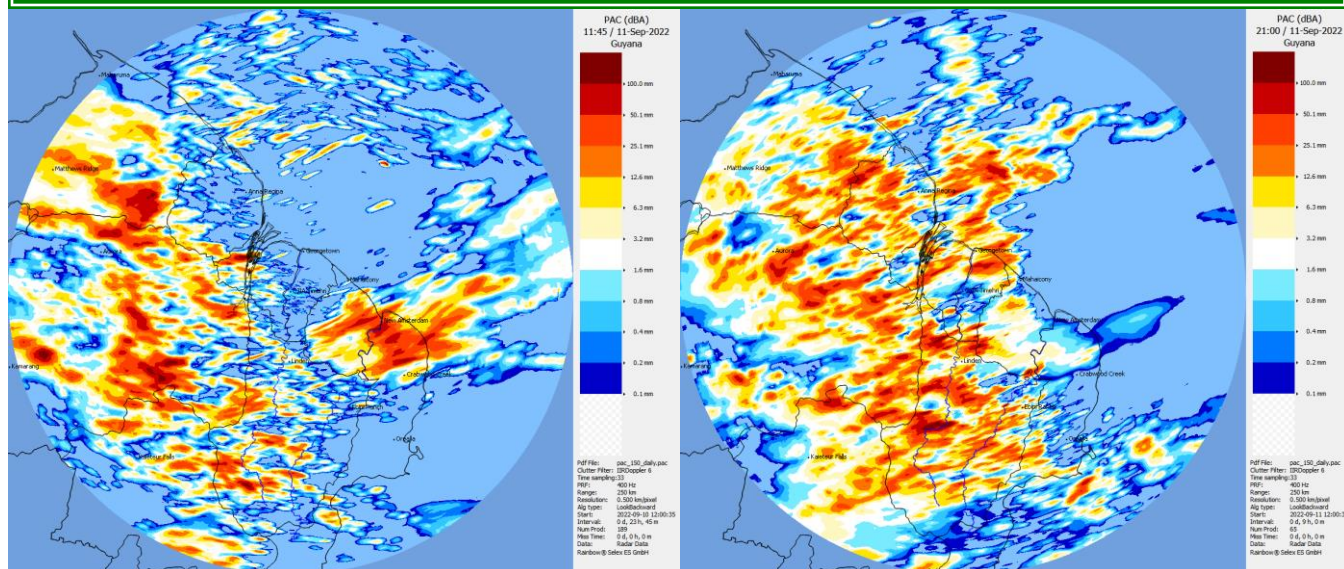 PAC (dBA)
11:45 / 11-Sep-2022
Guyana
100.0 mm
50.1 mm
25.1 mm
12.6 mm
6.3 mm
3.2 mm
1.6 mm
0.8 mm
0.4 mm
0.2 mm
0.1 mm
Pdf File: pac_150_daily.pac
Clutter Filter: IIRDoppler 6
Time sampling:33
PRF: 400 Hz
Range: 250 km
Resolution: 0.500 km/pixel
Alg type: LookBackward
Start: 2022-09-10 12:00:35
Interval: 0 d, 23 h, 45 m
Num Prod: 189
Miss Time: 0 d, 0 h, 0 m
Data: Radar Data
Rainbow® Selex ES GmbH
Mabaruma
Matthews Ridge
Anna Regina
Georgetown
Mahaicony
New Amsterdam
Linden
Kamarang
Kaieteur Falls
Orealla
PAC (dBA)
21:00 / 11-Sep-2022
Guyana
100.0 mm
50.1 mm
25.1 mm
12.6 mm
6.3 mm
3.2 mm
1.6 mm
0.8 mm
0.4 mm
0.2 mm
0.1 mm
Pdf File: pac_150_daily.pac
Clutter Filter: IIRDoppler 6
Time sampling:33
PRF: 400 Hz
Range: 250 km
Resolution: 0.500 km/pixel
Alg type: LookBackward
Start: 2022-09-11 12:00:3
Interval: 0 d, 9 h, 0 m
Num Prod: 65
Miss Time: 0 d, 0 h, 0 m
Data: Radar Data
Rainbow® Selex ES GmbH
Mabaruma
Matthews Ridge
Anna Regina
Aurora
Georgetown
Mahaicony
Linden
Kamarang
Crabwood Creek
Kaieteur Falls